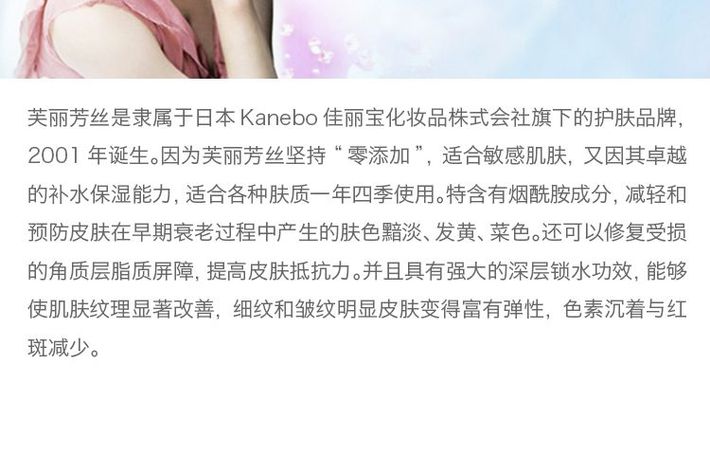 芙丽芳丝是隶属于日本 Kanebo 佳丽宝化妆品株式会社旗下的护肤品牌，
2001 年诞生。因为芙丽芳丝坚持“零添加”，适合敏感肌肤，又因其卓越
的补水保湿能力，适合各种肤质一年四季使用。特含有烟酰胺成分，减轻和
预防皮肤在早期衰老过程中产生的肤色黯淡、发黄、菜色。还可以修复受损
的角质层脂质屏障，提高皮肤抵抗力。并且具有强大的深层锁水功效，能够
使肌肤纹理显著改善，细纹和皱纹明显皮肤变得富有弹性，色素沉着与红
斑减少。